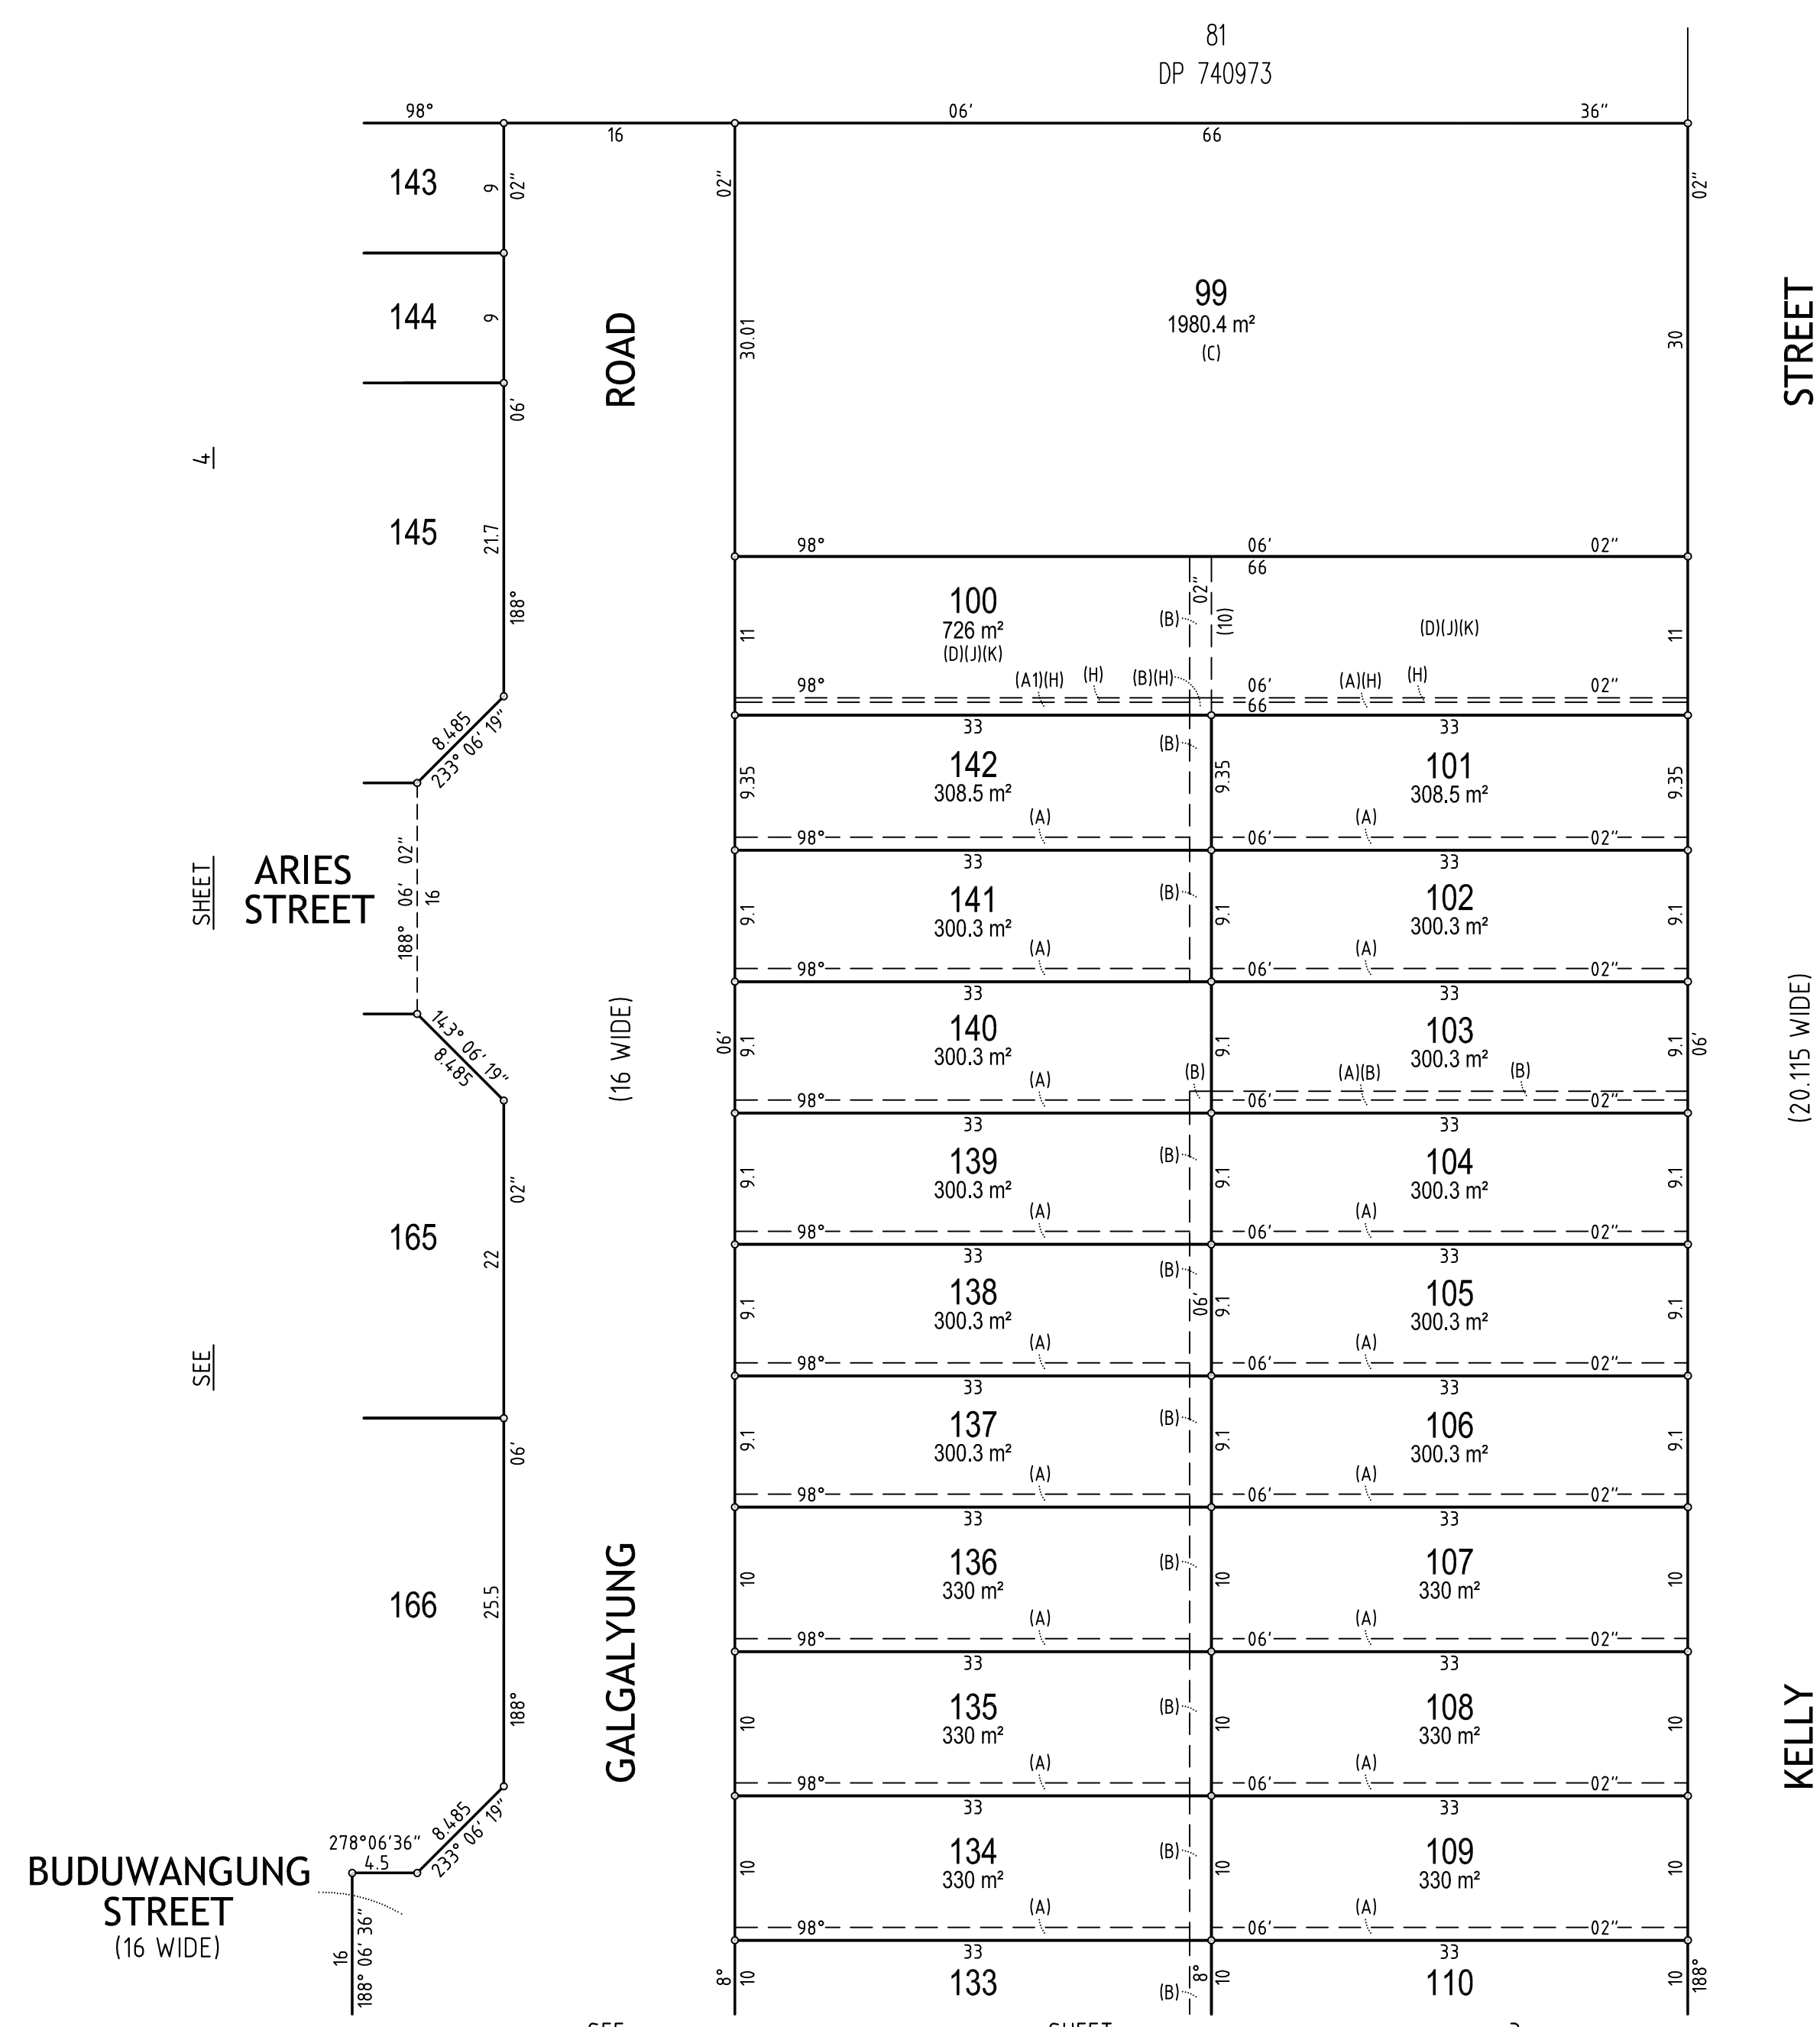 81
DP 740973
98° 06' 36"
16 66
143 9 02" 02" 02"
144 9
ROAD
99
1980.4 m²
(C)
30.01 30
STREET
06'
4
145 21.7
188°
98° 06' 02"
66
100
726 m²
(D)(J)(K)
11 (B) 02" (10) (D)(J)(K) 11
(A1)(H) (H) (B)(H) (A)(H) (H)
98° 06' 02"
66
8.485
233° 06' 19"
33 33
142
308.5 m²
9.35 (B) 9.35
101
308.5 m²
9.35
(A) (A)
98° 06' 02"
SHEET
ARIES
STREET
188° 06' 02"
16
33 33
141
300.3 m²
9.1 (B) 9.1
102
300.3 m²
9.1
(A) (A)
98° 06' 02"
(16 WIDE)
(20.115 WIDE)
143° 06' 19"
8.485
33 33
140
300.3 m²
06' 9.1 9.1
103
300.3 m²
9.1 06'
(A) (B) (A)(B) (B)
98° 06' 02"
33 33
139
300.3 m²
9.1 (B) 9.1
104
300.3 m²
9.1
(A) (A)
98° 06' 02"
02"
165 22
33 33
138
300.3 m²
9.1 (B) 06' 9.1
105
300.3 m²
9.1
(A) (A)
98° 06' 02"
SEE
33 33
137
300.3 m²
9.1 (B) 9.1
106
300.3 m²
9.1
(A) (A)
98° 06' 02"
06'
166 25.5
188°
GALGALYUNG
33 33
136
330 m²
10 (B) 10
107
330 m²
10
(A) (A)
98° 06' 02"
33 33
135
330 m²
10 (B) 10
108
330 m²
10
(A) (A)
98° 06' 02"
KELLY
8.485
233° 06' 19"
278°06'36"
4.5
BUDUWANGUNG
STREET
(16 WIDE)
16
188° 06' 36"
33 33
134
330 m²
10 (B) 10
109
330 m²
10
(A) (A)
98° 06' 02"
33 33
8° 10 133 (B) 8° 10 110 10 188°
SEE SHEET